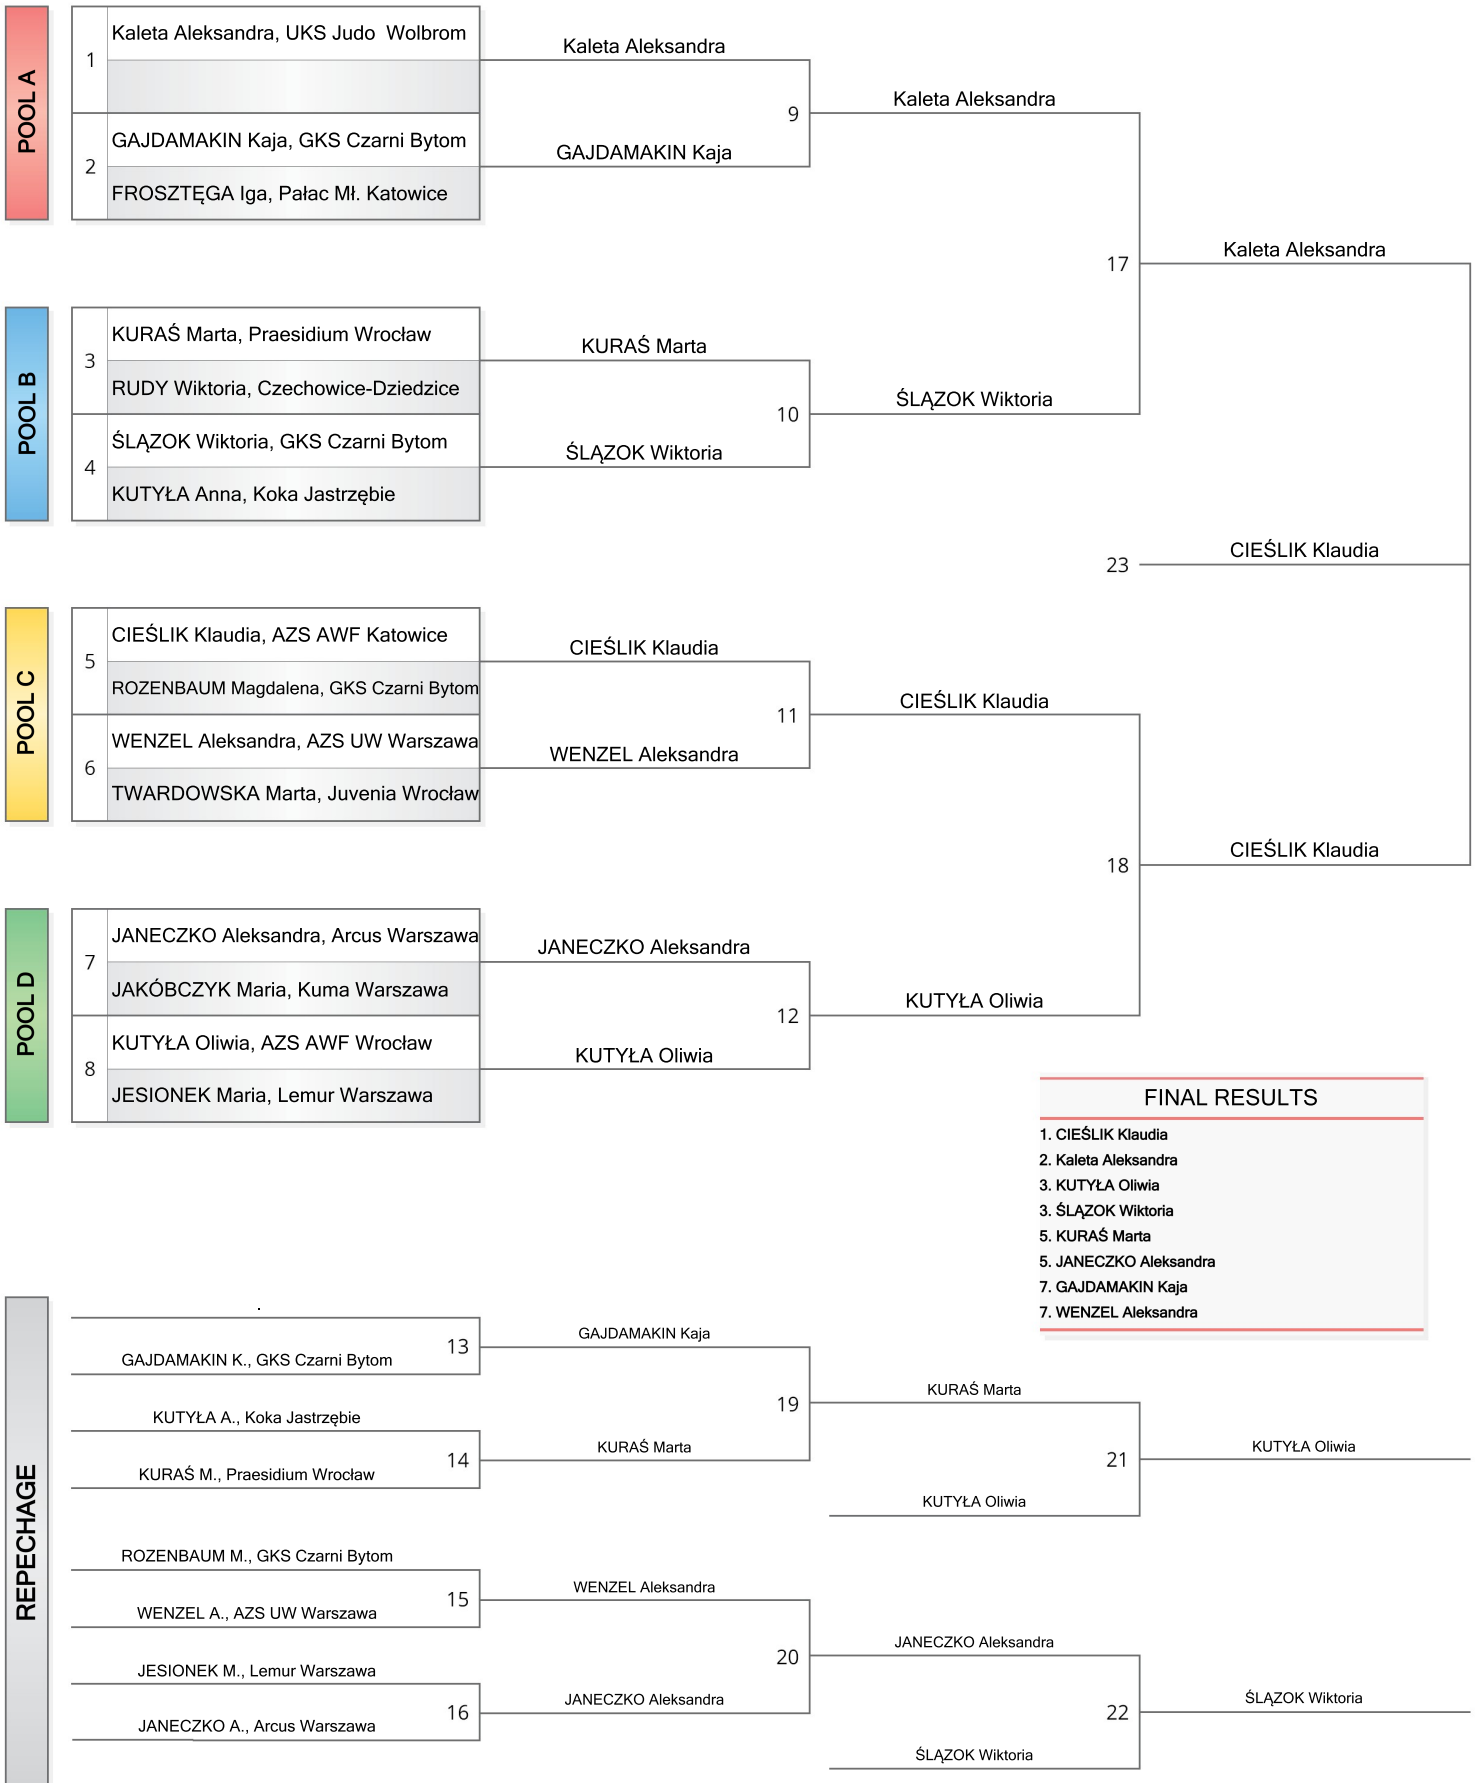 POOL A
1
Kaleta Aleksandra, UKS Judo  Wolbrom
2
GAJDAMAKIN Kaja, GKS Czarni Bytom
FROSZTĘGA Iga, Pałac Mł. Katowice
Kaleta Aleksandra
GAJDAMAKIN Kaja
9
Kaleta Aleksandra
POOL B
3
KURAŚ Marta, Praesidium Wrocław
RUDY Wiktoria, Czechowice-Dziedzice
4
ŚLĄZOK Wiktoria, GKS Czarni Bytom
KUTYŁA Anna, Koka Jastrzębie
KURAŚ Marta
ŚLĄZOK Wiktoria
10
ŚLĄZOK Wiktoria
17
Kaleta Aleksandra
23
CIEŚLIK Klaudia
POOL C
5
CIEŚLIK Klaudia, AZS AWF Katowice
ROZENBAUM Magdalena, GKS Czarni Bytom
6
WENZEL Aleksandra, AZS UW Warszawa
TWARDOWSKA Marta, Juvenia Wrocław
CIEŚLIK Klaudia
WENZEL Aleksandra
11
CIEŚLIK Klaudia
POOL D
7
JANECZKO Aleksandra, Arcus Warszawa
JAKÓBCZYK Maria, Kuma Warszawa
8
KUTYŁA Oliwia, AZS AWF Wrocław
JESIONEK Maria, Lemur Warszawa
JANECZKO Aleksandra
KUTYŁA Oliwia
12
KUTYŁA Oliwia
18
CIEŚLIK Klaudia
FINAL RESULTS
1. CIEŚLIK Klaudia
2. Kaleta Aleksandra
3. KUTYŁA Oliwia
3. ŚLĄZOK Wiktoria
5. KURAŚ Marta
5. JANECZKO Aleksandra
7. GAJDAMAKIN Kaja
7. WENZEL Aleksandra
REPECHAGE
.
GAJDAMAKIN K., GKS Czarni Bytom
13
KUTYŁA A., Koka Jastrzębie
KURAŚ M., Praesidium Wrocław
14
GAJDAMAKIN Kaja
KURAŚ Marta
19
KURAŚ Marta
KUTYŁA Oliwia
21
KUTYŁA Oliwia
ROZENBAUM M., GKS Czarni Bytom
WENZEL A., AZS UW Warszawa
15
JESIONEK M., Lemur Warszawa
JANECZKO A., Arcus Warszawa
16
WENZEL Aleksandra
JANECZKO Aleksandra
20
JANECZKO Aleksandra
ŚLĄZOK Wiktoria
22
ŚLĄZOK Wiktoria